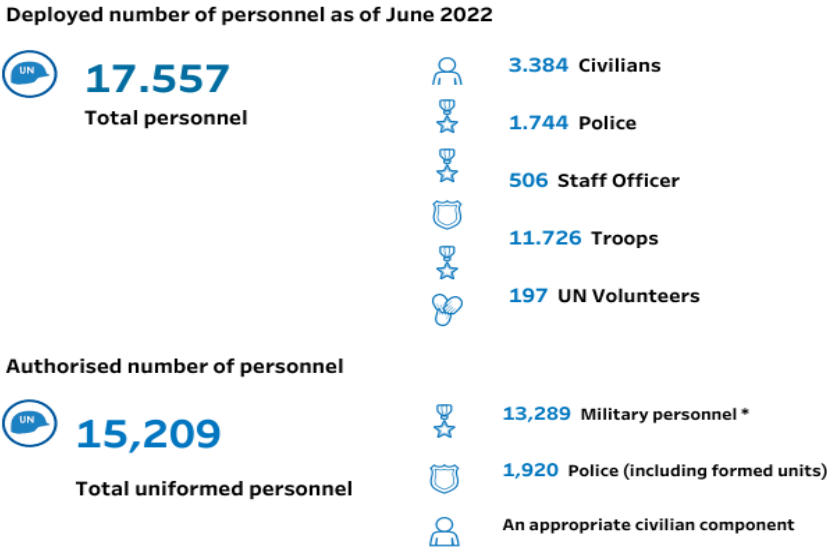 Deployed number of personnel as of June 2022
UN
17.557
Total personnel
3.384 Civilians
1.744 Police
506 Staff Officer
11.726 Troops
197 UN Volunteers
Authorised number of personnel
UN
15,209
Total uniformed personnel
13,289 Military personnel *
1,920 Police (including formed units)
An appropriate civilian component